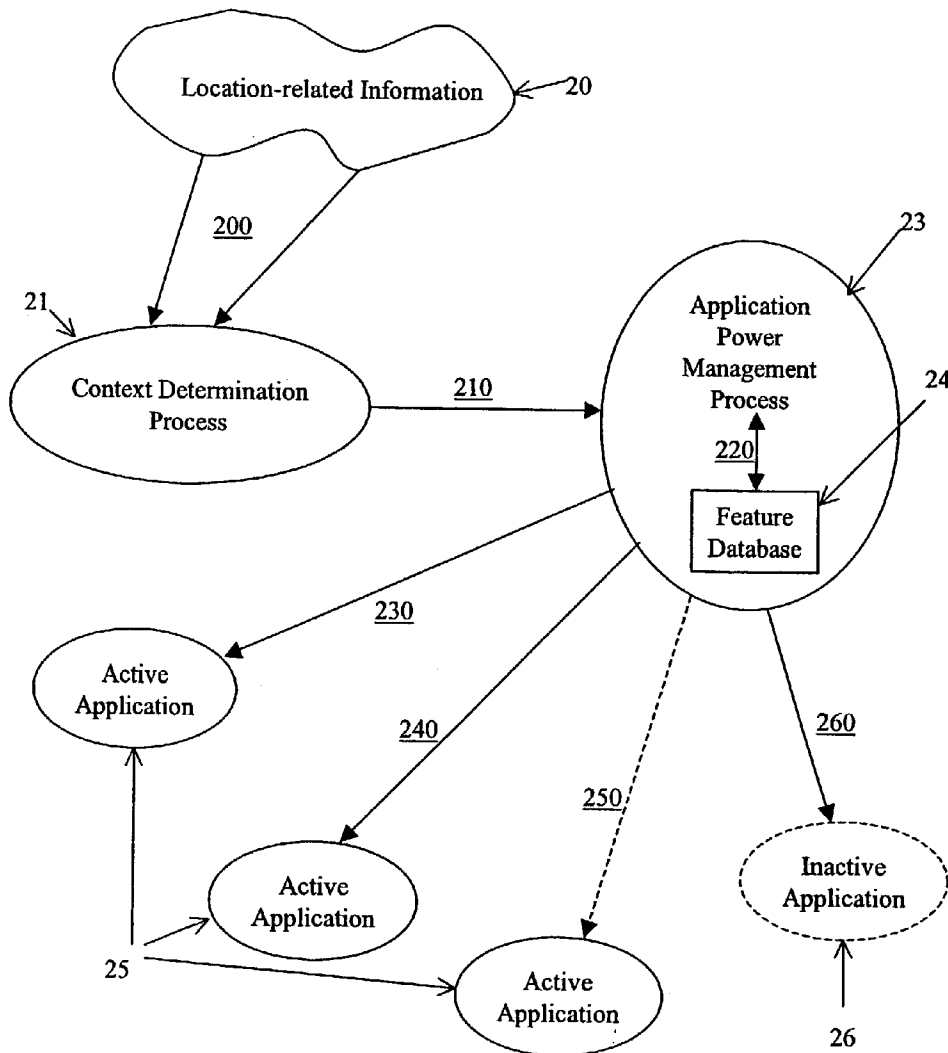 Location-related Information
20
200
21
Context Determination
Process
210
23
Application
Power
Management
Process
24
220
Feature
Database
230
Active
Application
240
250
260
Active
Application
Inactive
Application
25
Active
Application
26